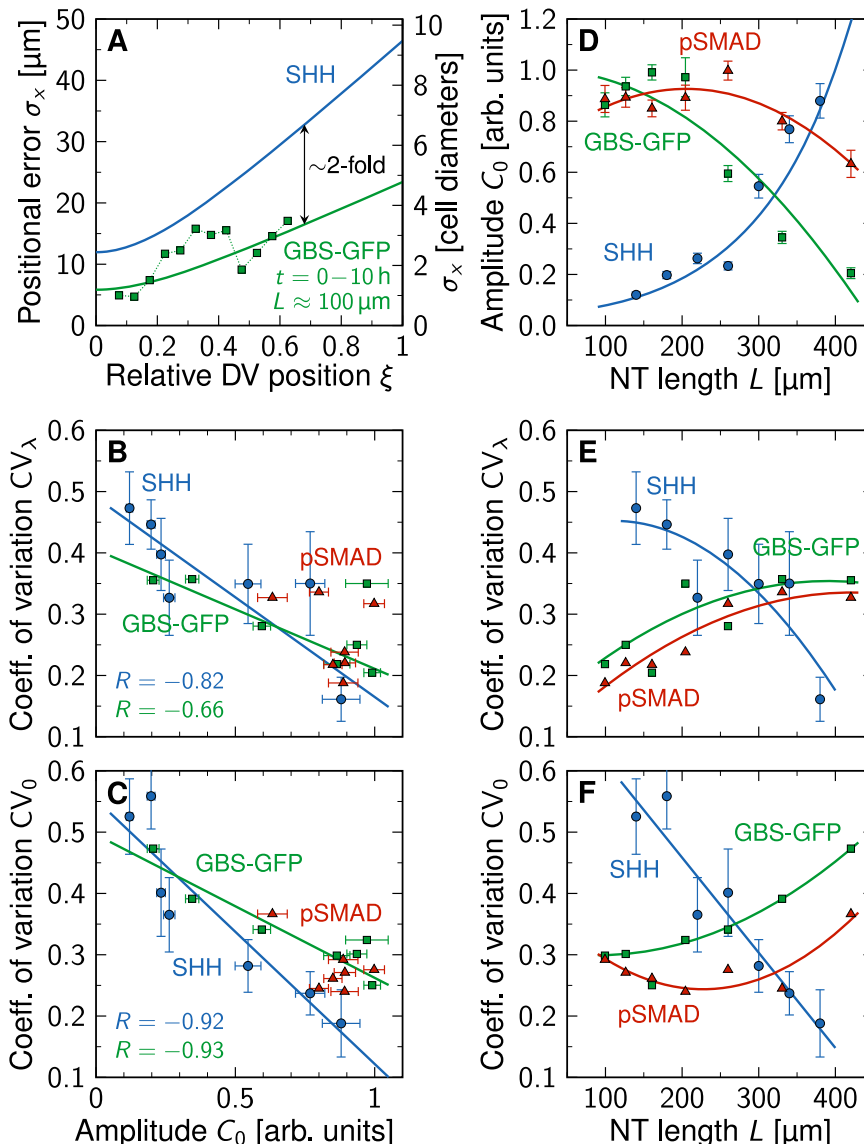 A
Positional error σₓ [µm]
50
40
30
20
10
0
SHH
~2-fold
GBS-GFP
t = 0–10 h
L ≈ 100 µm
10
8
6
4
2
0
σₓ [cell diameters]
0
0.2
0.4
0.6
0.8
1
Relative DV position ξ
D
Amplitude C₀ [arb. units]
1.2
1.0
0.8
0.6
0.4
0.2
0.0
pSMAD
GBS-GFP
SHH
100
200
300
400
NT length L [µm]
B
Coeff. of variation CV_λ
0.6
0.5
0.4
0.3
0.2
0.1
SHH
pSMAD
GBS-GFP
R = −0.82
R = −0.66
E
Coeff. of variation CV_λ
0.6
0.5
0.4
0.3
0.2
0.1
SHH
GBS-GFP
pSMAD
C
Coeff. of variation CV₀
0.6
0.5
0.4
0.3
0.2
0.1
GBS-GFP
pSMAD
SHH
R = −0.92
R = −0.93
0
0.5
1
Amplitude C₀ [arb. units]
F
Coeff. of variation CV₀
0.6
0.5
0.4
0.3
0.2
0.1
GBS-GFP
SHH
pSMAD
100
200
300
400
NT length L [µm]